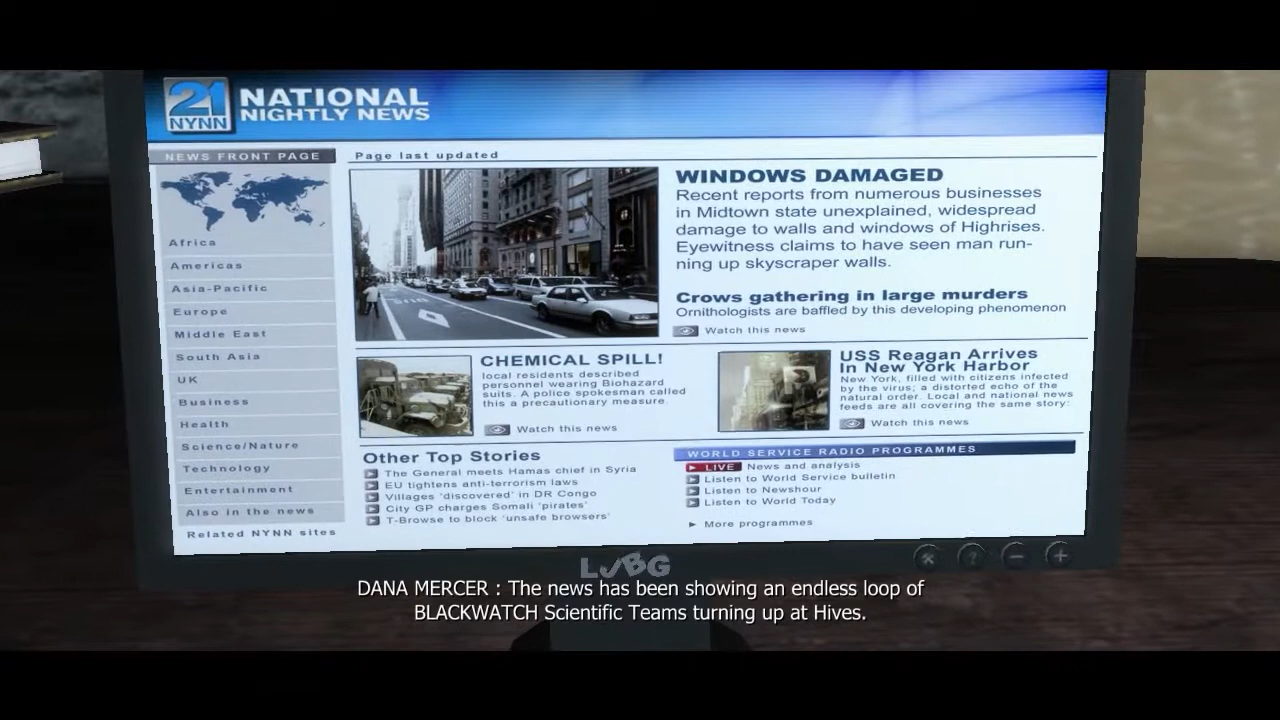 21
NYNN
NATIONAL
NIGHTLY NEWS
NEWS FRONT PAGE
Africa
Americas
Asia-Pacific
Europe
Middle East
South Asia
UK
Business
Health
Science/Nature
Technology
Entertainment
Also in the news
Related NYNN sites
Page last updated
WINDOWS DAMAGED
Recent reports from numerous businesses
in Midtown state unexplained, widespread
damage to walls and windows of Highrises.
Eyewitness claims to have seen man run-
ning up skyscraper walls.
Crows gathering in large murders
Ornithologists are baffled by this developing phenomenon
Watch this news
CHEMICAL SPILL!
local residents described
personnel wearing Biohazard
suits. A police spokesman called
this a precautionary measure.
Watch this news
USS Reagan Arrives
In New York Harbor
New York, filled with citizens infected
by the virus; a distorted echo of the
natural order. Local and national news
feeds are all covering the same story:
Watch this news
Other Top Stories
The General meets Hamas chief in Syria
EU tightens anti-terrorism laws
Villages 'discovered' in DR Congo
City GP charges Somali 'pirates'
T-Browse to block 'unsafe browsers'
WORLD SERVICE RADIO PROGRAMMES
LIVE News and analysis
Listen to World Service bulletin
Listen to Newshour
Listen to World Today
More programmes
DANA MERCER : The news has been showing an endless loop of
BLACKWATCH Scientific Teams turning up at Hives.